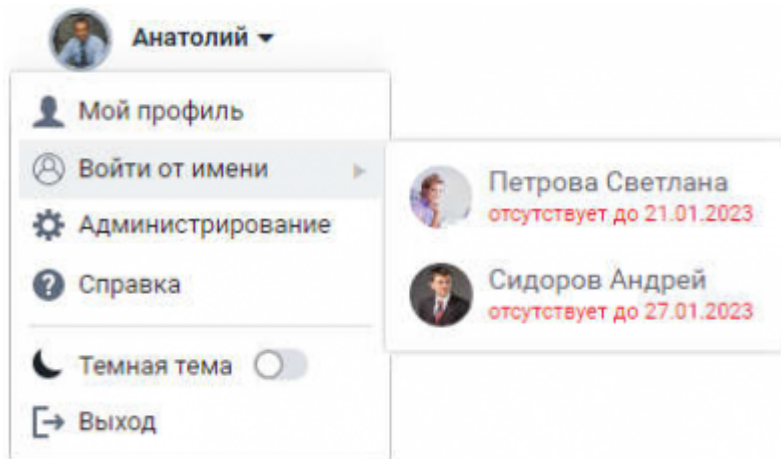 Анатолий
Мой профиль
Войти от имени
Петрова Светлана
отсутствует до 21.01.2023
Администрирование
Справка
Сидоров Андрей
отсутствует до 27.01.2023
Темная тема
Выход